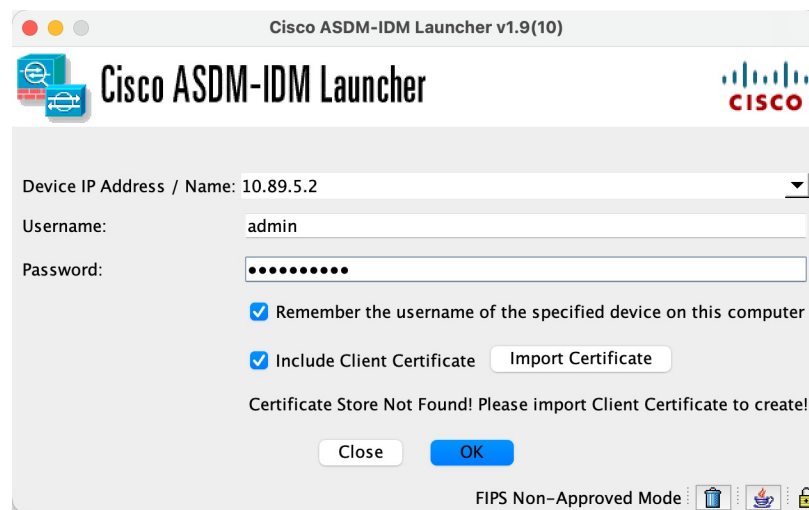 Cisco ASDM-IDM Launcher v1.9(10)
Cisco ASDM-IDM Launcher
CISCO
Device IP Address / Name: 10.89.5.2
Username: admin
Password: ●●●●●●●●●●
Remember the username of the specified device on this computer
Include Client Certificate Import Certificate
Certificate Store Not Found! Please import Client Certificate to create!
Close OK
FIPS Non-Approved Mode